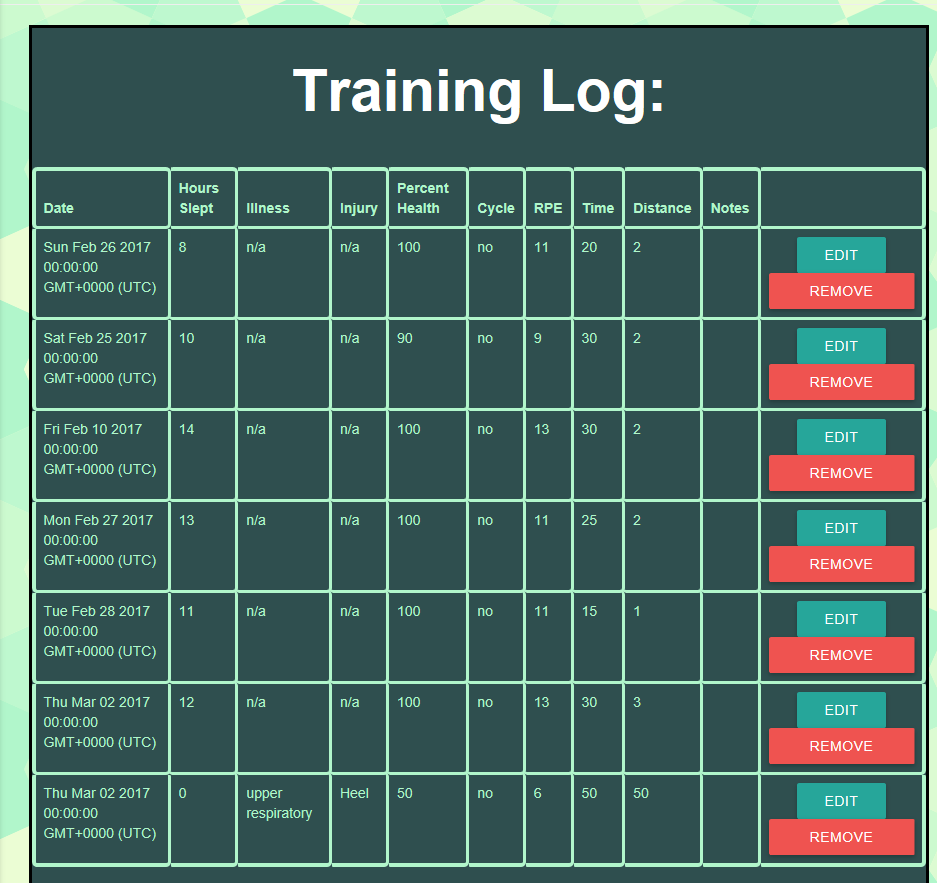 Training Log:
Date Hours Slept Illness Injury Percent Health Cycle RPE Time Distance Notes
Sun Feb 26 2017 00:00:00 GMT+0000 (UTC) 8 n/a n/a 100 no 11 20 2 EDIT REMOVE
Sat Feb 25 2017 00:00:00 GMT+0000 (UTC) 10 n/a n/a 90 no 9 30 2 EDIT REMOVE
Fri Feb 10 2017 00:00:00 GMT+0000 (UTC) 14 n/a n/a 100 no 13 30 2 EDIT REMOVE
Mon Feb 27 2017 00:00:00 GMT+0000 (UTC) 13 n/a n/a 100 no 11 25 2 EDIT REMOVE
Tue Feb 28 2017 00:00:00 GMT+0000 (UTC) 11 n/a n/a 100 no 11 15 1 EDIT REMOVE
Thu Mar 02 2017 00:00:00 GMT+0000 (UTC) 12 n/a n/a 100 no 13 30 3 EDIT REMOVE
Thu Mar 02 2017 00:00:00 GMT+0000 (UTC) 0 upper respiratory Heel 50 no 6 50 50 EDIT REMOVE